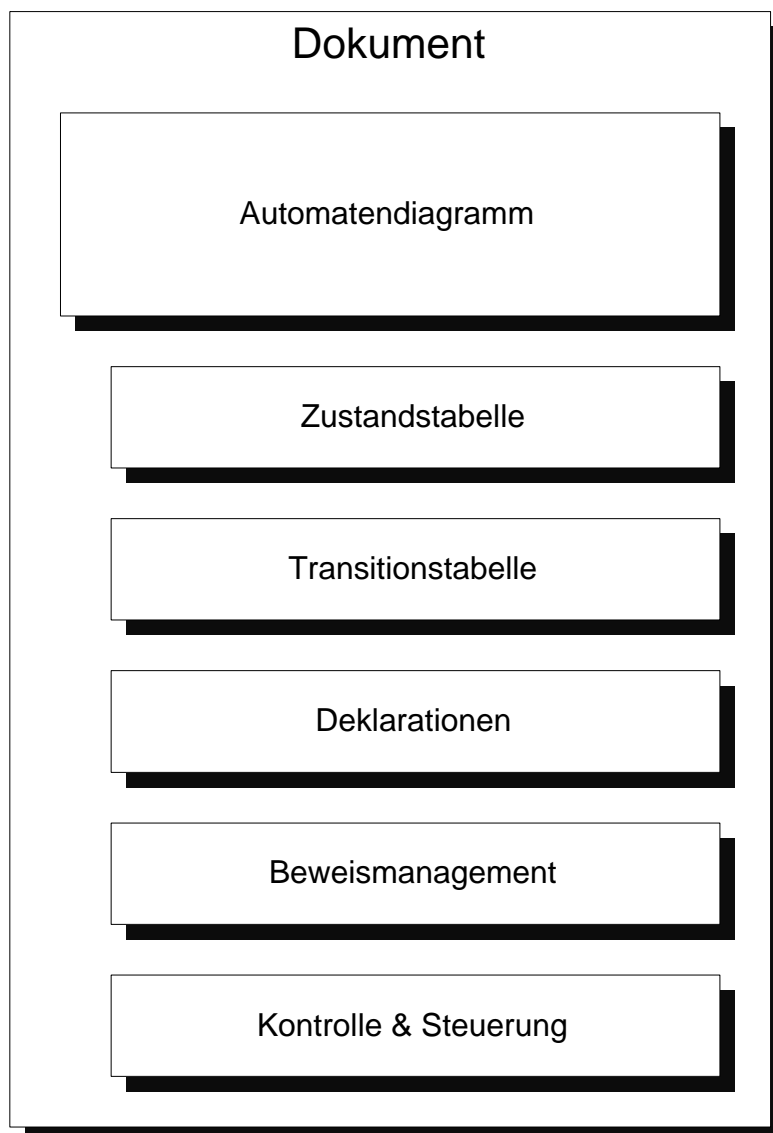 Dokument
Automatendiagramm
Zustandstabelle
Transitionstabelle
Deklarationen
Beweismanagement
Kontrolle & Steuerung